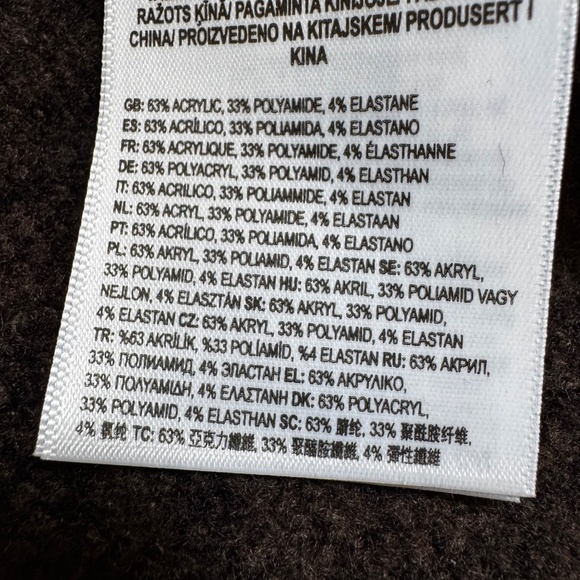 RAŽOTS ĶĪNĀ/ PAGAMINTA KINIJOJE/
CHINA/ PROIZVEDENO NA KITAJSKEM/ PRODUSERT I
KINA
GB: 63% ACRYLIC, 33% POLYAMIDE, 4% ELASTANE
ES: 63% ACRÍLICO, 33% POLIAMIDA, 4% ELASTANO
FR: 63% ACRYLIQUE, 33% POLYAMIDE, 4% ÉLASTHANNE
DE: 63% POLYACRYL, 33% POLYAMID, 4% ELASTHAN
IT: 63% ACRILICO, 33% POLIAMMIDE, 4% ELASTAN
NL: 63% ACRYL, 33% POLYAMIDE, 4% ELASTAAN
PT: 63% ACRÍLICO, 33% POLIAMIDA, 4% ELASTANO
PL: 63% AKRYL, 33% POLIAMID, 4% ELASTAN SE: 63% AKRYL,
33% POLYAMID, 4% ELASTAN HU: 63% AKRIL, 33% POLIAMID VAGY
NEJLON, 4% ELASZTÁN SK: 63% AKRYL, 33% POLYAMID,
4% ELASTAN CZ: 63% AKRYL, 33% POLYAMID, 4% ELASTAN
TR: %63 AKRİLİK, %33 POLİAMİD, %4 ELASTAN RU: 63% АКРИЛ,
33% ПОЛИАМИД, 4% ЭЛАСТАН EL: 63% ΑΚΡΥΛΙΚΟ,
33% ΠΟΛΥΑΜΙΔΗ, 4% ΕΛΑΣΤΑΝΗ DK: 63% POLYACRYL,
33% POLYAMID, 4% ELASTHAN SC: 63% 腈纶, 33% 聚酰胺纤维,
4% 氨纶 TC: 63% 亞克力纖維, 33% 聚醯胺纖維, 4% 彈性纖維